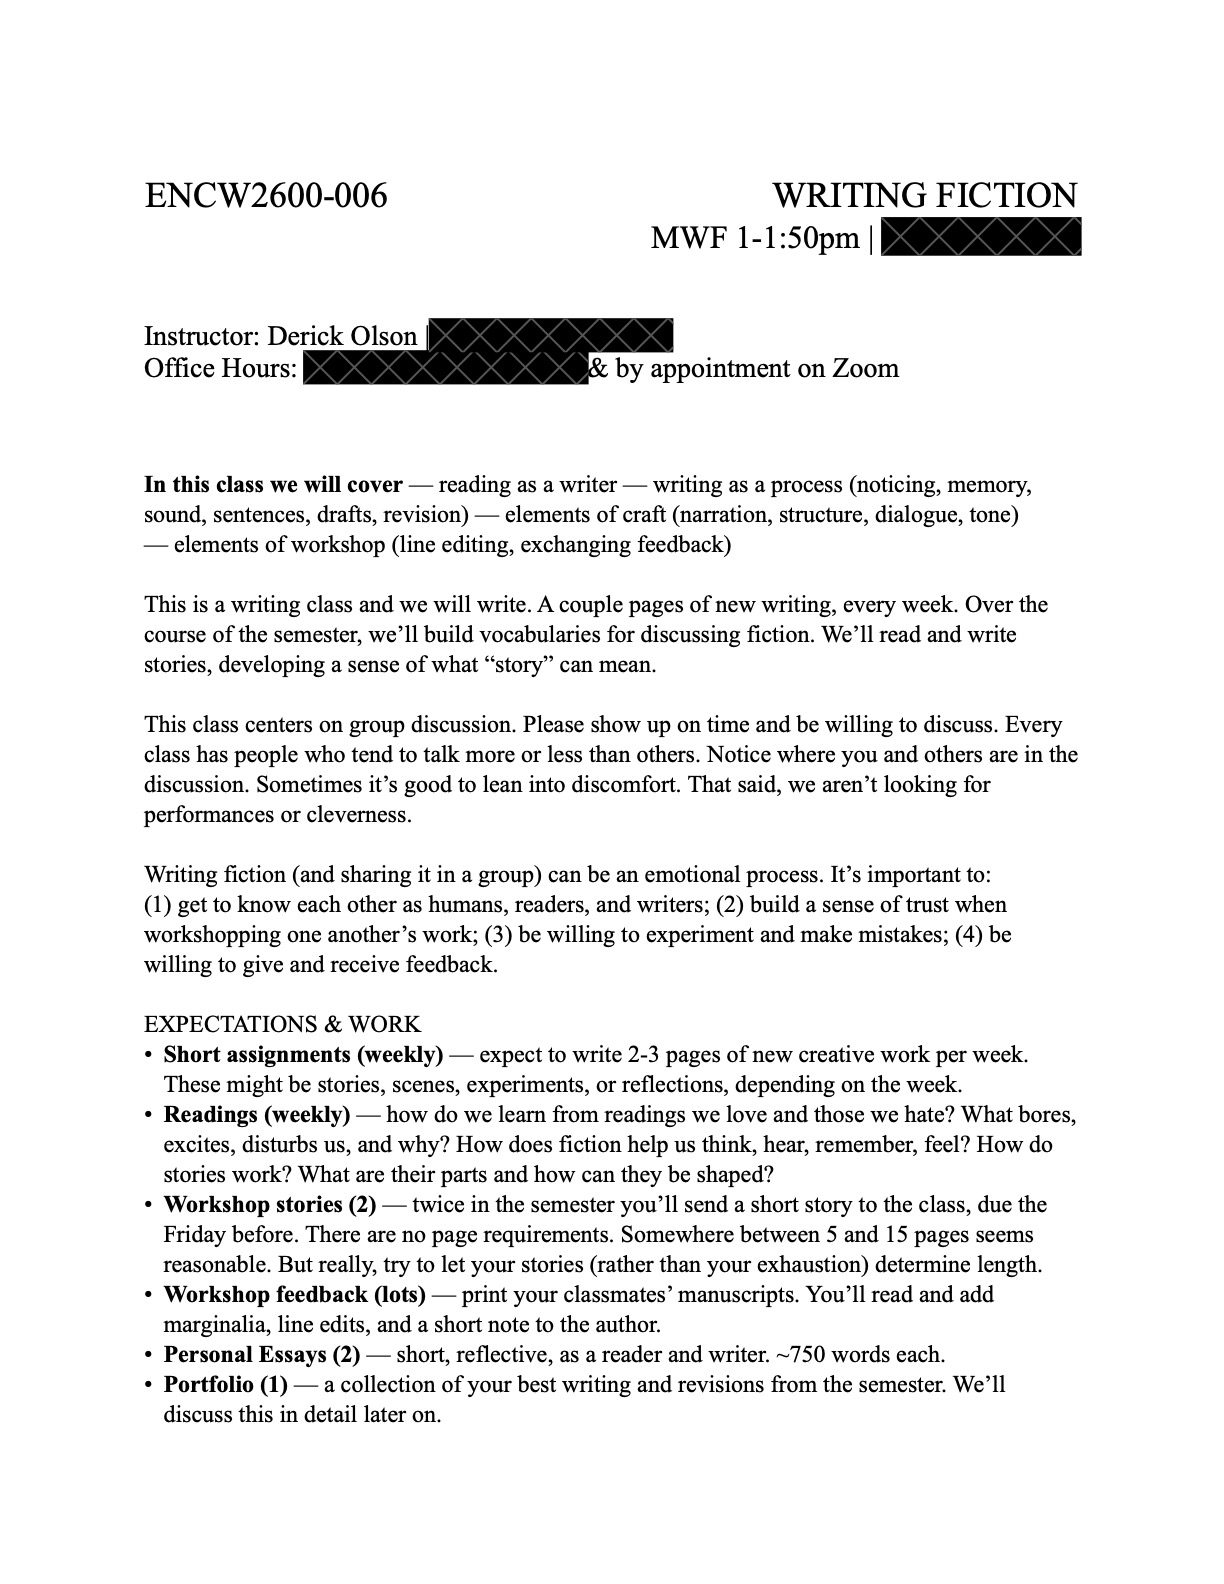 ENCW2600-006 WRITING FICTION
MWF 1-1:50pm |
Instructor: Derick Olson |
Office Hours: & by appointment on Zoom
In this class we will cover — reading as a writer — writing as a process (noticing, memory,
sound, sentences, drafts, revision) — elements of craft (narration, structure, dialogue, tone)
— elements of workshop (line editing, exchanging feedback)
This is a writing class and we will write. A couple pages of new writing, every week. Over the
course of the semester, we’ll build vocabularies for discussing fiction. We’ll read and write
stories, developing a sense of what “story” can mean.
This class centers on group discussion. Please show up on time and be willing to discuss. Every
class has people who tend to talk more or less than others. Notice where you and others are in the
discussion. Sometimes it’s good to lean into discomfort. That said, we aren’t looking for
performances or cleverness.
Writing fiction (and sharing it in a group) can be an emotional process. It’s important to:
(1) get to know each other as humans, readers, and writers; (2) build a sense of trust when
workshopping one another’s work; (3) be willing to experiment and make mistakes; (4) be
willing to give and receive feedback.
EXPECTATIONS & WORK
• Short assignments (weekly) — expect to write 2-3 pages of new creative work per week.
These might be stories, scenes, experiments, or reflections, depending on the week.
• Readings (weekly) — how do we learn from readings we love and those we hate? What bores,
excites, disturbs us, and why? How does fiction help us think, hear, remember, feel? How do
stories work? What are their parts and how can they be shaped?
• Workshop stories (2) — twice in the semester you’ll send a short story to the class, due the
Friday before. There are no page requirements. Somewhere between 5 and 15 pages seems
reasonable. But really, try to let your stories (rather than your exhaustion) determine length.
• Workshop feedback (lots) — print your classmates’ manuscripts. You’ll read and add
marginalia, line edits, and a short note to the author.
• Personal Essays (2) — short, reflective, as a reader and writer. ~750 words each.
• Portfolio (1) — a collection of your best writing and revisions from the semester. We’ll
discuss this in detail later on.